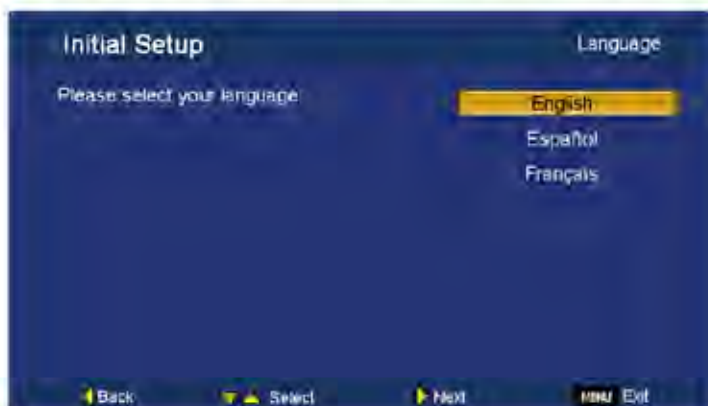 Initial Setup Language
Please select your language English
Español
Français
Back Select Next MENU Exit